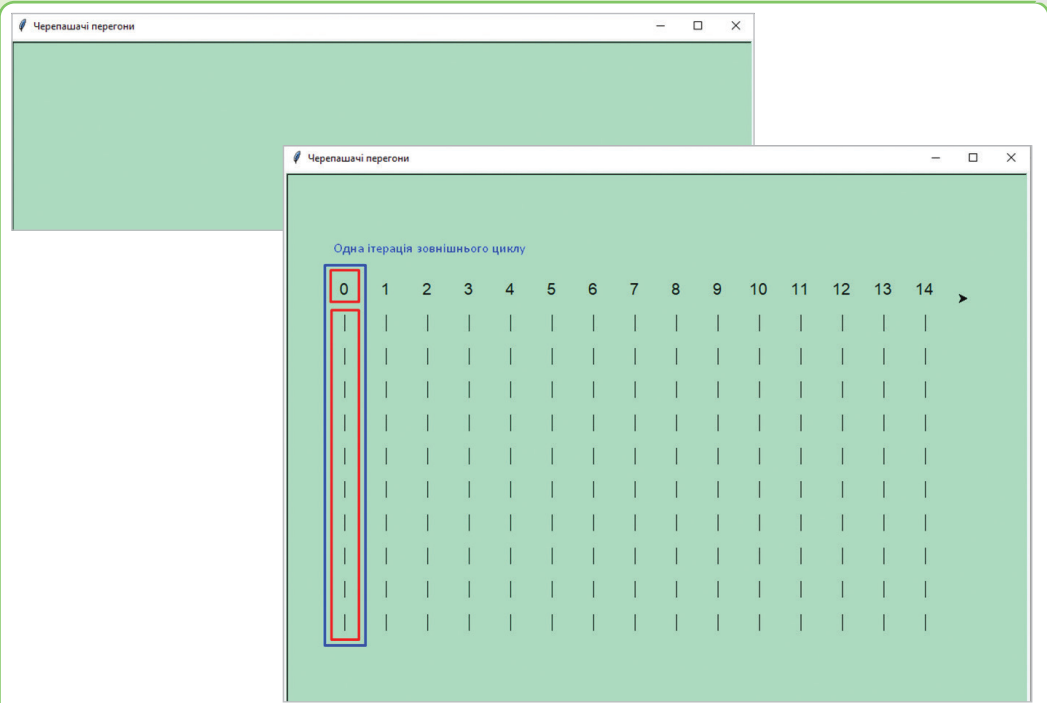 Черепашачі перегони
Черепашачі перегони
Одна ітерація зовнішнього циклу
0 1 2 3 4 5 6 7 8 9 10 11 12 13 14